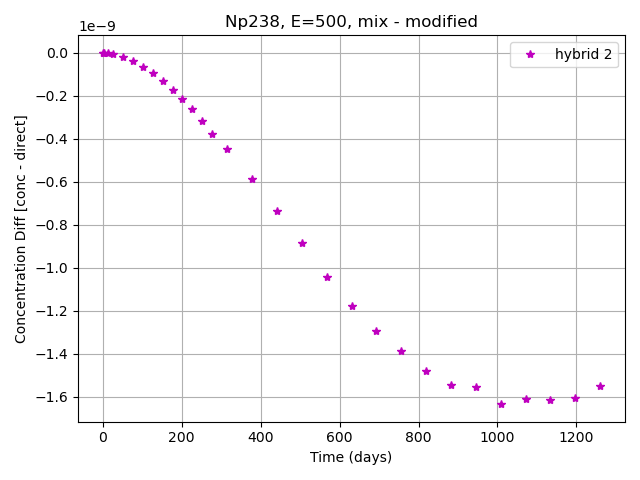 Np238, E=500, mix - modified
1e−9
hybrid 2
0.0
−0.2
−0.4
−0.6
−0.8
−1.0
−1.2
−1.4
−1.6
Concentration Diff [conc - direct]
0 200 400 600 800 1000 1200
Time (days)